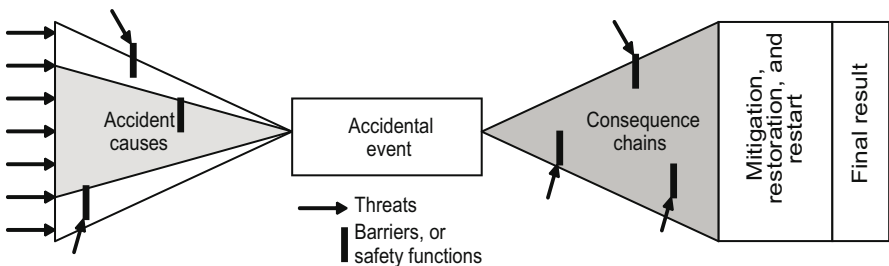 Accident
causes
Accidental
event
Consequence
chains
Mitigation,
restoration, and
restart
Final result
Threats
Barriers, or
safety functions